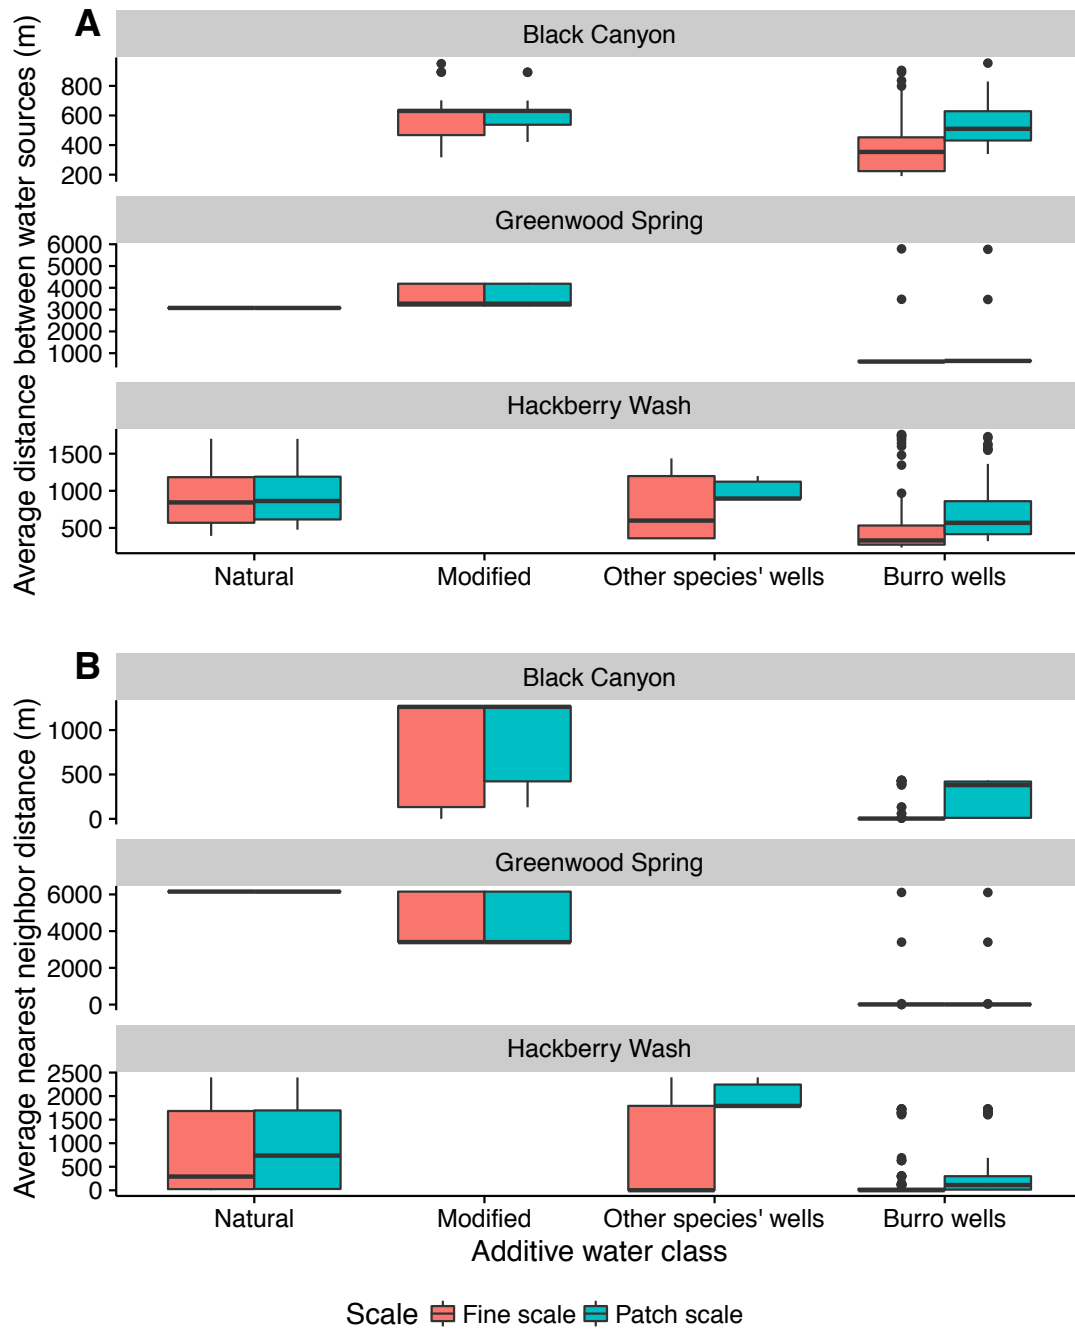 A
Average distance between water sources (m)
Black Canyon
800
600
400
200
Greenwood Spring
6000
5000
4000
3000
2000
1000
Hackberry Wash
1500
1000
500
Natural Modified Other species' wells Burro wells
B
Average nearest neighbor distance (m)
Black Canyon
1000
500
0
Greenwood Spring
6000
4000
2000
0
Hackberry Wash
2500
2000
1500
1000
500
0
Natural Modified Other species' wells Burro wells
Additive water class
Scale Fine scale Patch scale